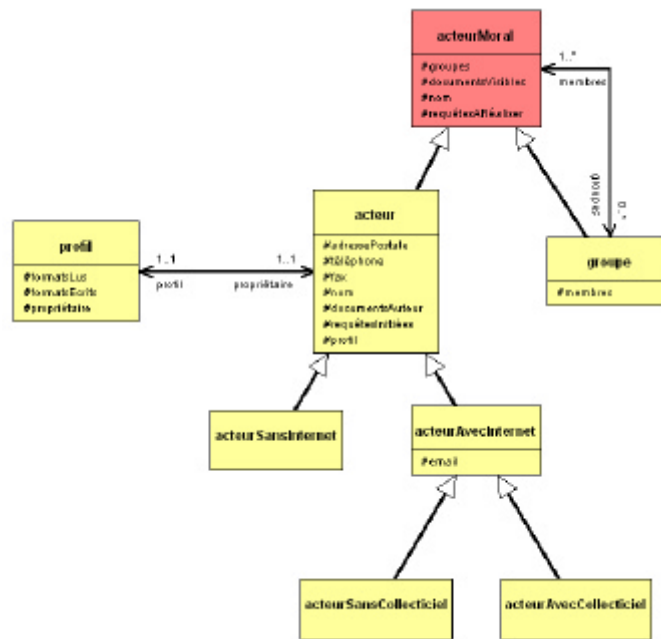 acteurMoral
#groupes
#documentsVisibles
#nom
#requêtesARéaliser
1..*
membres
groupes
0..*
acteur
#adressePostale
#téléphone
#fax
#nom
#documentsAuteur
#requêtesInitiées
#profil
profil
#formatsLus
#formatsEcrits
#propriétaire
1..1
1..1
profil
propriétaire
groupe
#membres
acteurSansInternet
acteurAvecInternet
#email
acteurSansCollecticiel
acteurAvecCollecticiel